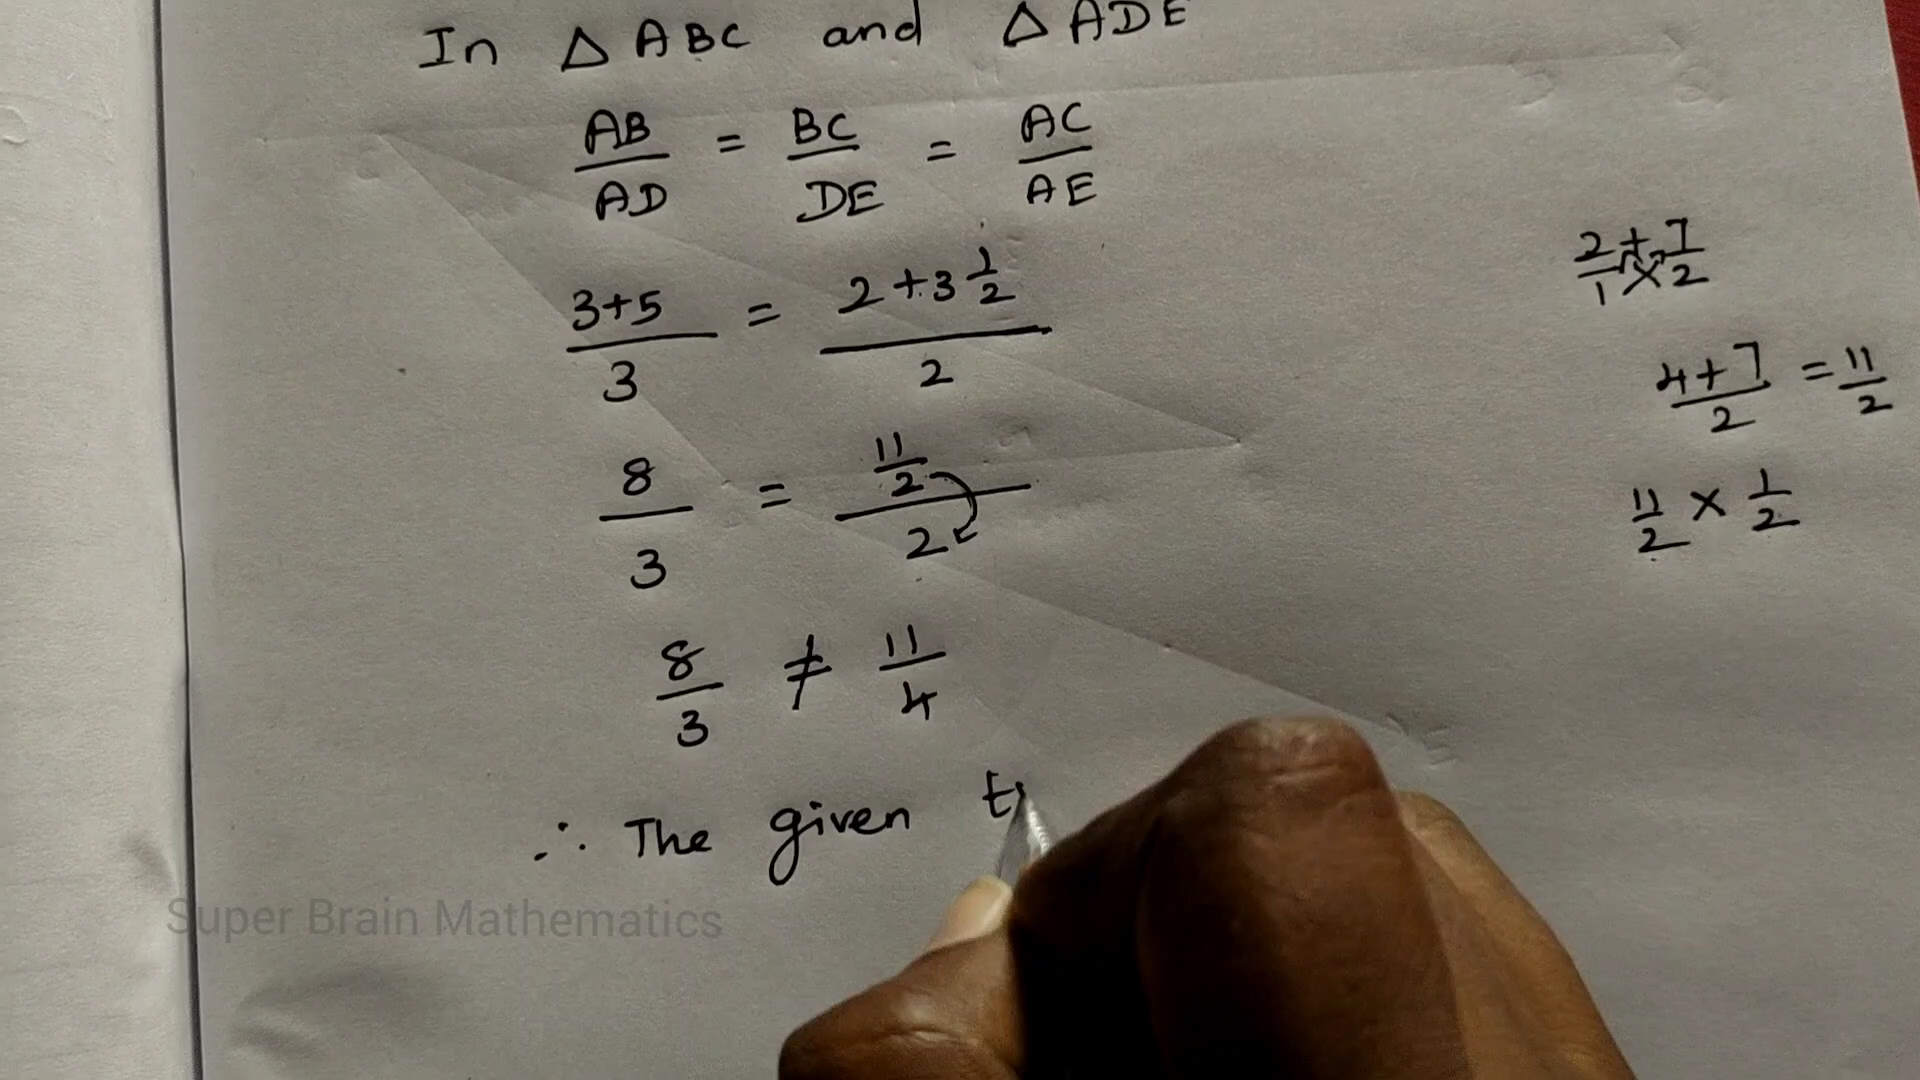 In △ ABC and △ ADE
AB/AD = BC/DE = AC/AE
3+5/3 = 2+3 1/2/2
8/3 = 11/2/2
8/3 ≠ 11/4
∴ The given
2/1 + 7/2
4+7/2 = 11/2
11/2 × 1/2
Super Brain Mathematics